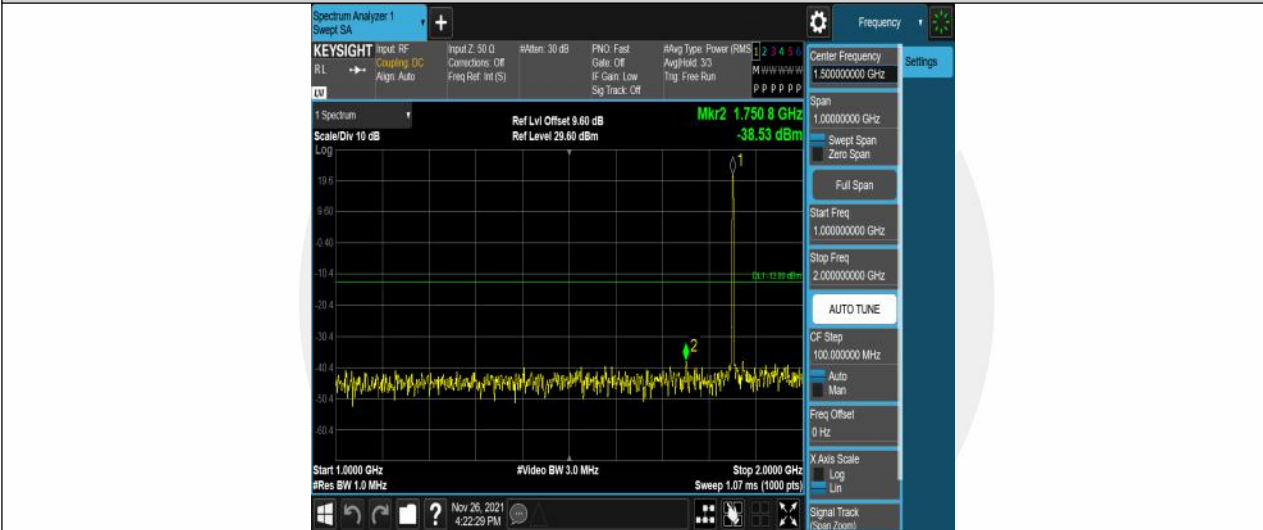 Spectrum Analyzer 1
Swept SA
+
Frequency
KEYSIGHT
RL
LV
Input: RF
Coupling: DC
Align: Auto
Input Z: 50 Ω
Corrections: Off
Freq Ref: Int (S)
#Atten: 30 dB
PNO: Fast
Gate: Off
IF Gain: Low
Sig Track: Off
#Avg Type: Power (RMS
Avg|Hold: 3/3
Trig: Free Run
1 2 3 4 5 6
M W W W W W
P P P P P P
1 Spectrum
Scale/Div 10 dB
Log
Ref Lvl Offset 9.60 dB
Ref Level 29.60 dBm
Mkr2 1.750 8 GHz
-38.53 dBm
19.6
9.60
-0.40
-10.4
-20.4
-30.4
-40.4
-50.4
-60.4
1
DL1 -13.00 dBm
2
Start 1.0000 GHz
#Res BW 1.0 MHz
#Video BW 3.0 MHz
Stop 2.0000 GHz
Sweep 1.07 ms (1000 pts)
?
Nov 26, 2021
4:22:29 PM
Center Frequency
1.500000000 GHz
Settings
Span
1.00000000 GHz
Swept Span
Zero Span
Full Span
Start Freq
1.000000000 GHz
Stop Freq
2.000000000 GHz
AUTO TUNE
CF Step
100.000000 MHz
Auto
Man
Freq Offset
0 Hz
X Axis Scale
Log
Lin
Signal Track
(Span Zoom)